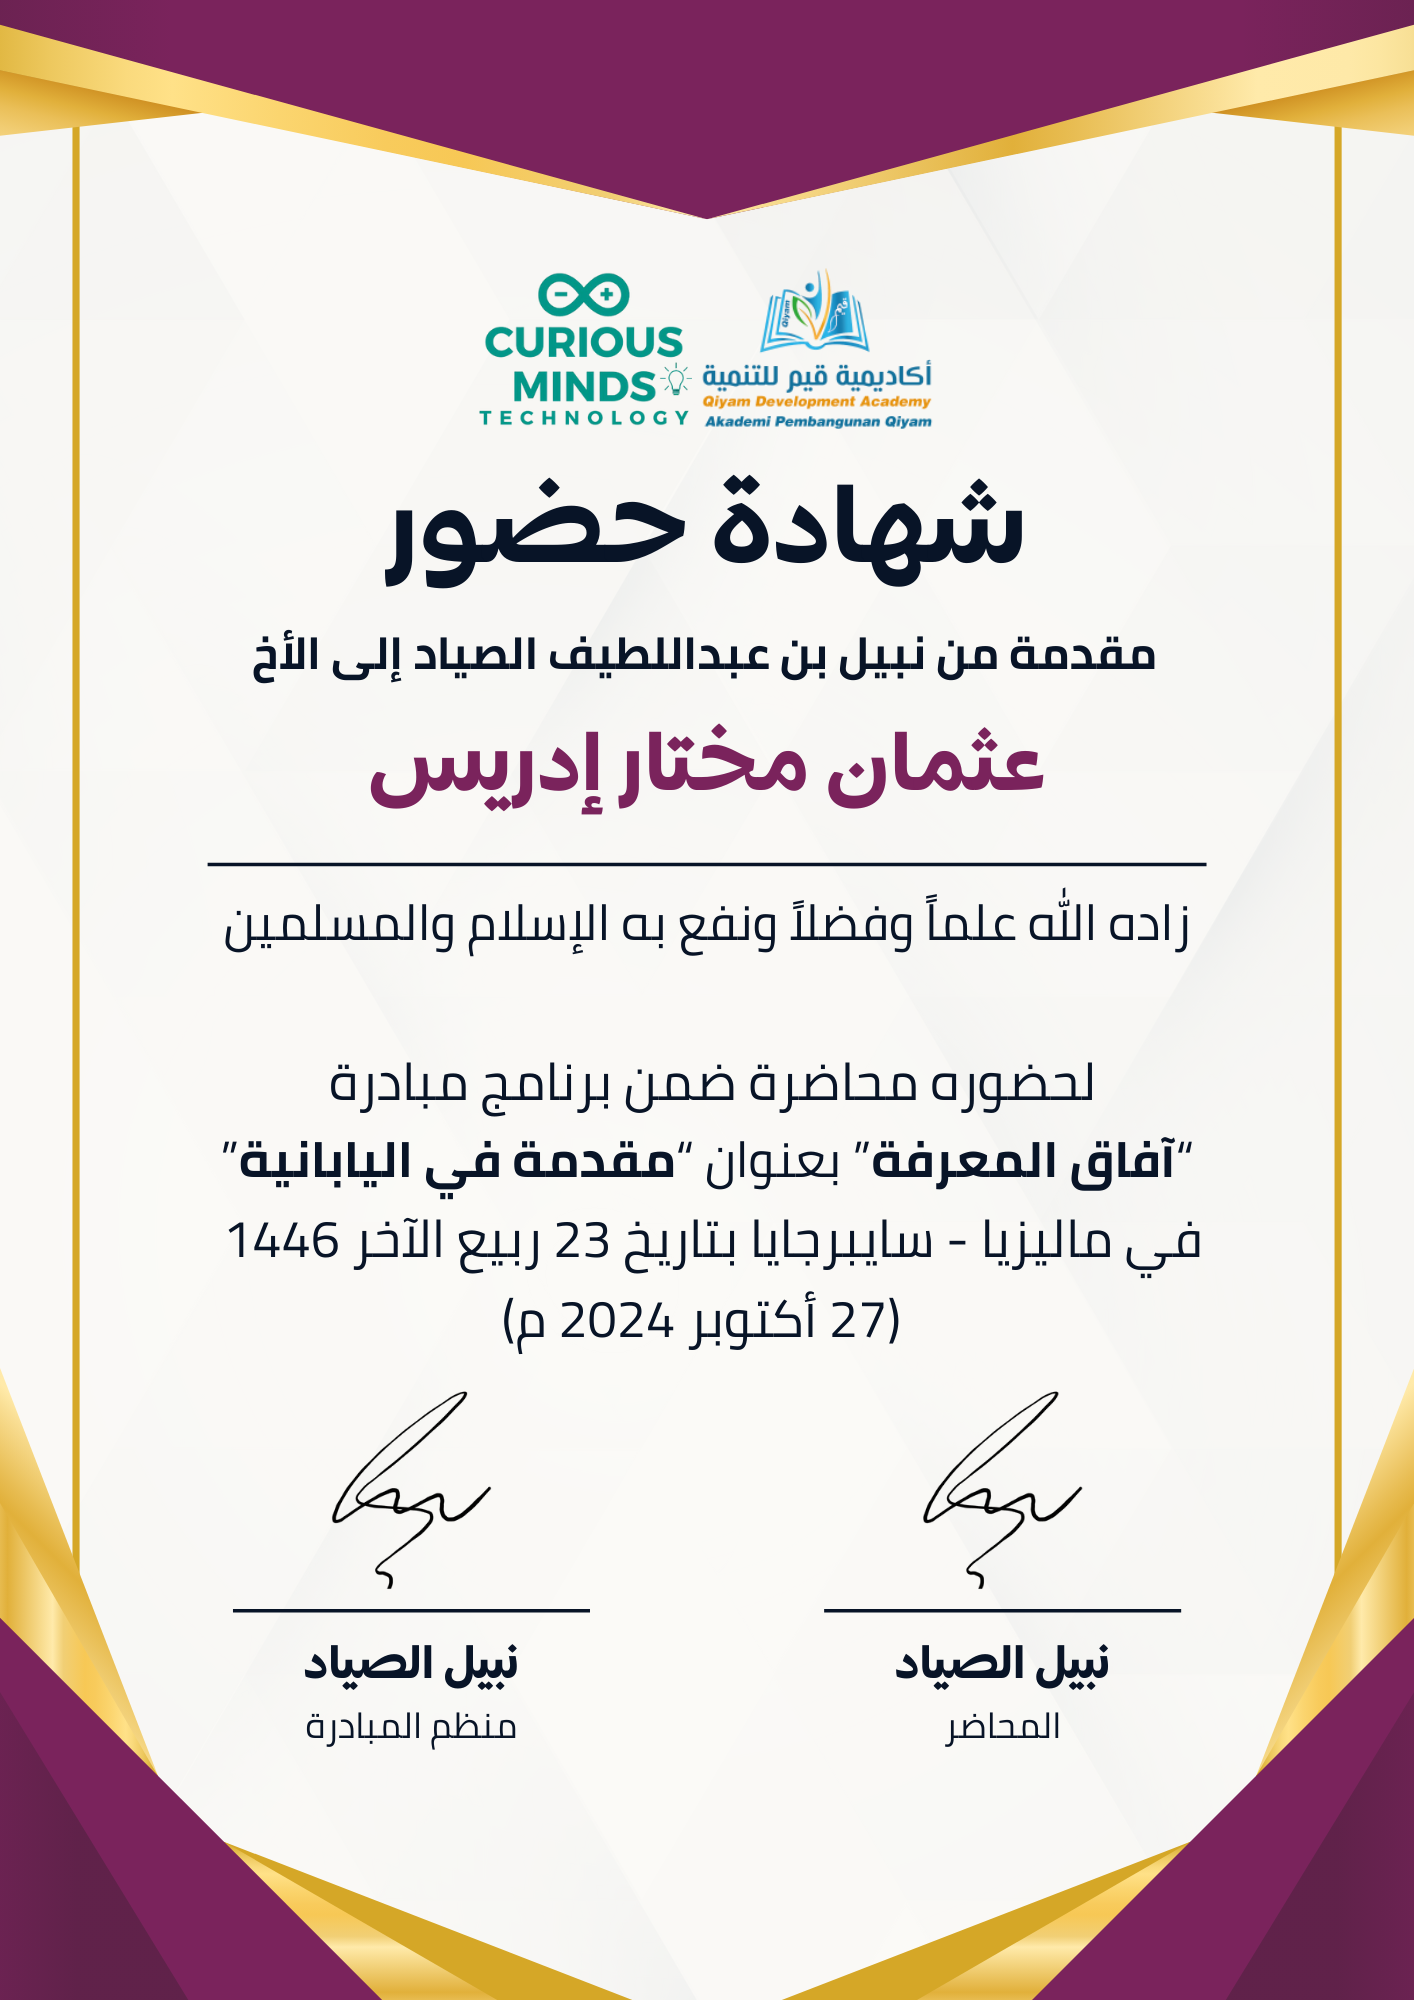 CURIOUS
MINDS
TECHNOLOGY
Qiyam
أكاديمية قيم للتنمية
Qiyam Development Academy
Akademi Pembangunan Qiyam
شهادة حضور
مقدمة من نبيل بن عبداللطيف الصياد إلى الأخ
عثمان مختار إدريس
زاده الله علماً وفضلاً ونفع به الإسلام والمسلمين
لحضوره محاضرة ضمن برنامج مبادرة
“آفاق المعرفة” بعنوان “مقدمة في اليابانية”
في ماليزيا - سايبرجايا بتاريخ 23 ربيع الآخر 1446
(27 أكتوبر 2024 م)
نبيل الصياد
المحاضر
نبيل الصياد
منظم المبادرة